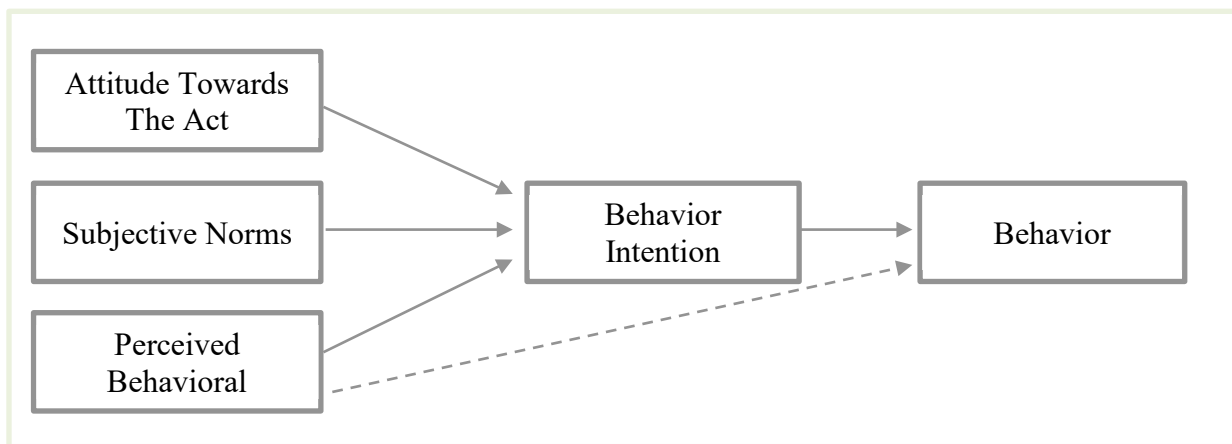 Attitude Towards
The Act
Subjective Norms
Perceived
Behavioral
Behavior
Intention
Behavior